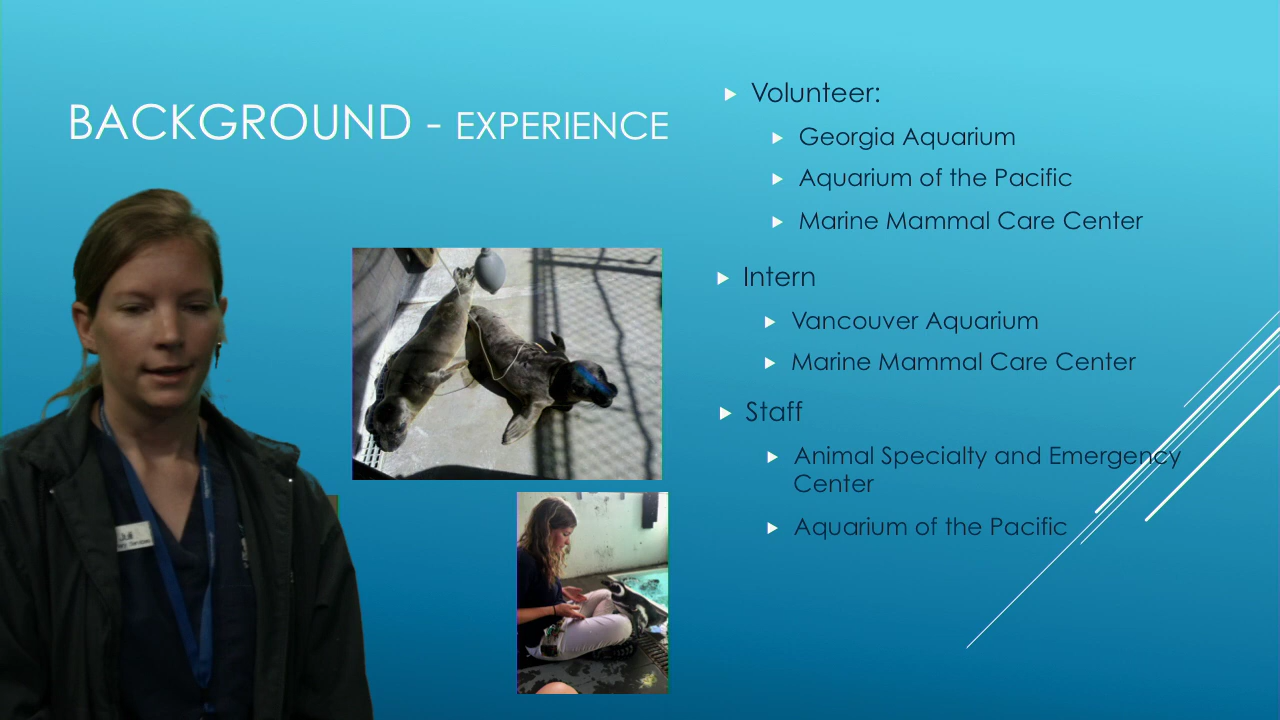 BACKGROUND - EXPERIENCE
Volunteer:
Georgia Aquarium
Aquarium of the Pacific
Marine Mammal Care Center
Intern
Vancouver Aquarium
Marine Mammal Care Center
Staff
Animal Specialty and Emergency
Center
Aquarium of the Pacific